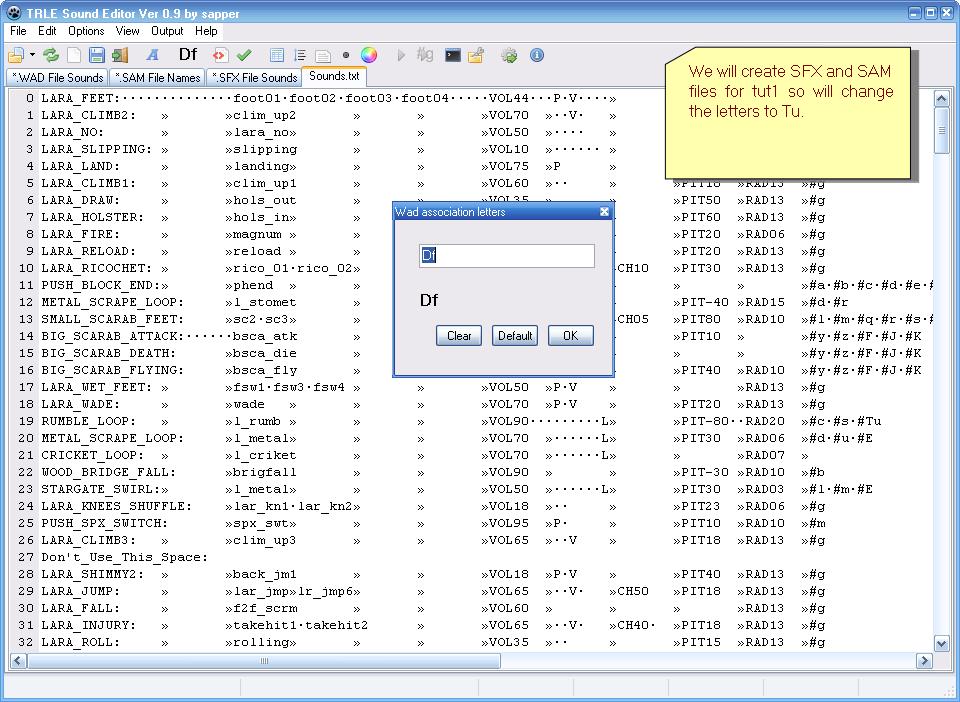 TRLE Sound Editor Ver 0.9 by sapper
File Edit Options View Output Help
Df
*.WAD File Sounds *.SAM File Names *.SFX File Sounds Sounds.txt
We will create SFX and SAM
files for tut1 so will change
the letters to Tu.
0 LARA_FEET:··············foot01·foot02·foot03·foot04·····VOL44···P·V····»
1 LARA_CLIMB2: » »clim_up2 » » »VOL70 »··V· »
2 LARA_NO: » »lara_no» » » »VOL50 »···· »
3 LARA_SLIPPING: » »slipping » » »VOL10 »······ »
4 LARA_LAND: » »landing» » » »VOL75 »P
5 LARA_CLIMB1: » »clim_up1 » » »VOL60 »·· »PIT18 »RAD13 »#g
6 LARA_DRAW: » »hols_out » » »VOL35 »PIT50 »RAD13 »#g
7 LARA_HOLSTER: » »hols_in» »PIT60 »RAD13 »#g
8 LARA_FIRE: » »magnum » »PIT20 »RAD06 »#g
9 LARA_RELOAD: » »reload » »PIT20 »RAD13 »#g
10 LARA_RICOCHET: » »rico_01·rico_02» CH10 »PIT30 »RAD13 »#g
11 PUSH_BLOCK_END:» »phend » » » »#a·#b·#c·#d·#e·#
12 METAL_SCRAPE_LOOP: »l_stomet »PIT-40 »RAD15 »#d·#r
13 SMALL_SCARAB_FEET: »sc2·sc3» CH05 »PIT80 »RAD10 »#l·#m·#q·#r·#s·#
14 BIG_SCARAB_ATTACK:······bsca_atk »PIT10 » »#y·#z·#F·#J·#K
15 BIG_SCARAB_DEATH: »bsca_die » » »#y·#z·#F·#J·#K
16 BIG_SCARAB_FLYING: »bsca_fly »PIT40 »RAD10 »#y·#z·#F·#J·#K
17 LARA_WET_FEET: » »fsw1·fsw3·fsw4 » » »VOL50 »P·V » »RAD13 »#g
18 LARA_WADE: » »wade » » » »VOL70 »P·V »PIT20 »RAD13 »#g
19 RUMBLE_LOOP: » »l_rumb » » » »VOL90·········L» »PIT-80··RAD20 »#c·#s·#Tu
20 METAL_SCRAPE_LOOP: »l_metal» » » »VOL70 »······L» »PIT30 »RAD06 »#d·#u·#E
21 CRICKET_LOOP: » »l_criket » » »VOL70 »······L» » »RAD07 »
22 WOOD_BRIDGE_FALL: »brigfall » » »VOL90 » » »PIT-30 »RAD10 »#b
23 STARGATE_SWIRL:» »l_metal» » » »VOL50 »······L» »PIT30 »RAD03 »#l·#m·#E
24 LARA_KNEES_SHUFFLE: »lar_kn1·lar_kn2» » »VOL18 »·· » »PIT23 »RAD06 »#g
25 PUSH_SPX_SWITCH: »spx_swt» » » »VOL95 »P· » »PIT10 »RAD10 »#m
26 LARA_CLIMB3: » »clim_up3 » » »VOL65 »··V » »PIT18 »RAD13 »#g
27 Don't_Use_This_Space:
28 LARA_SHIMMY2: » »back_jm1 » » »VOL18 »P·V » »PIT40 »RAD13 »#g
29 LARA_JUMP: » »lar_jmp»lr_jmp6» » »VOL65 »··V· »CH50 »PIT18 »RAD13 »#g
30 LARA_FALL: » »f2f_scrm » » »VOL60 » » » »RAD13 »#g
31 LARA_INJURY: » »takehit1·takehit2 » »VOL65 »··V· »CH40· »PIT18 »RAD13 »#g
32 LARA_ROLL: » »rolling» » » »VOL35 »·· » »PIT15 »RAD13 »#g
Wad association letters
Df
Df
Clear Default OK